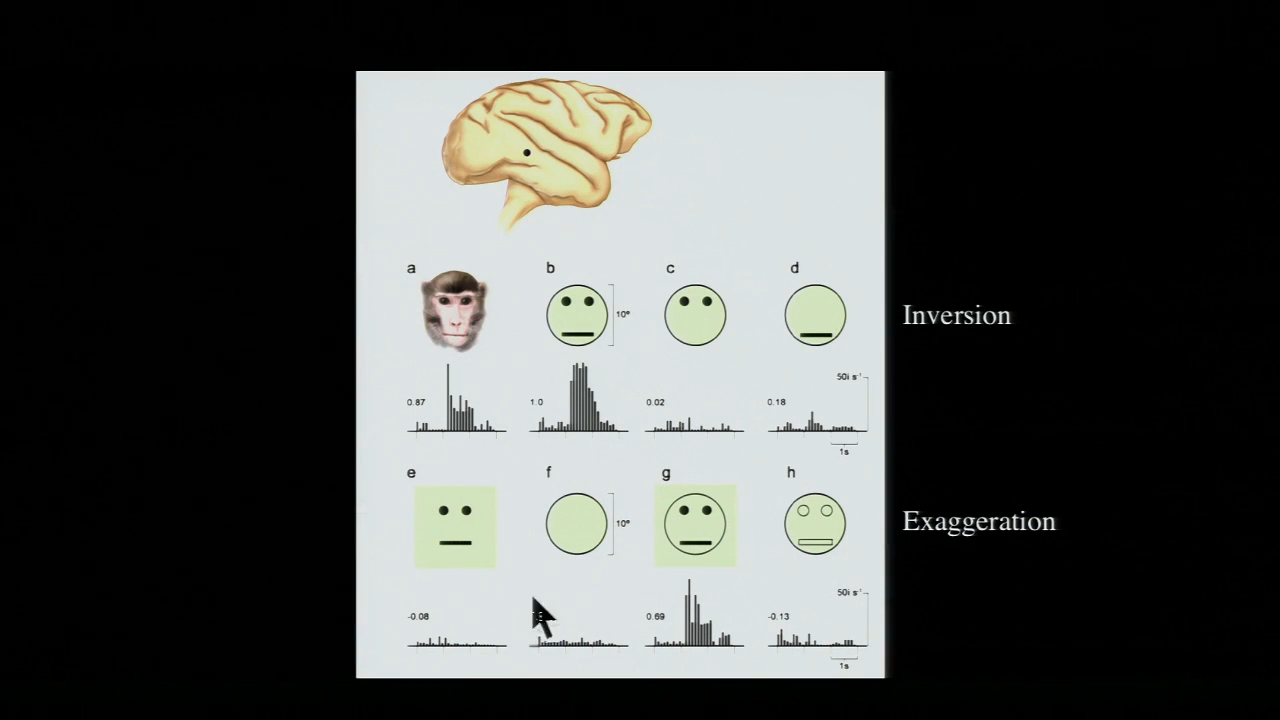 a b c d
10°
Inversion
50i s⁻¹
0.87 1.0 0.02 0.18
1s
e f g h
10°
Exaggeration
50i s⁻¹
-0.08 0.69 -0.13
1s